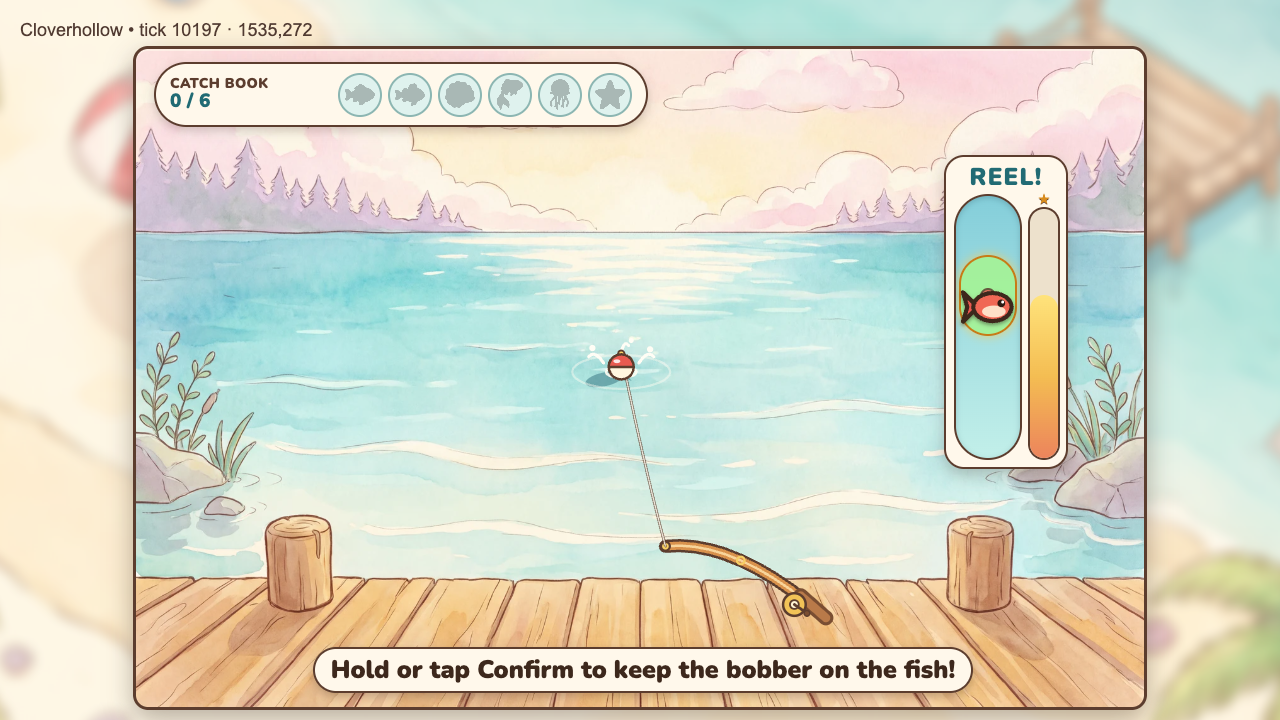 Cloverhollow • tick 10197 · 1535,272
CATCH BOOK
0 / 6
REEL!
Hold or tap Confirm to keep the bobber on the fish!